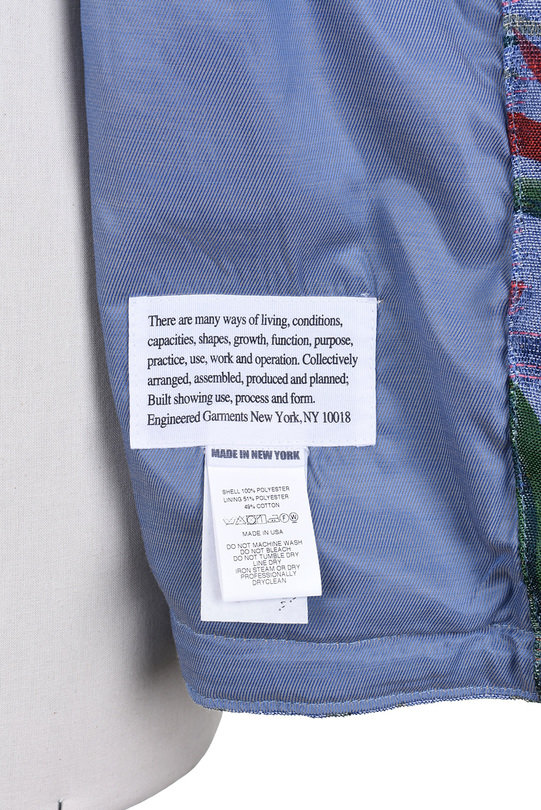 There are many ways of living, conditions,
capacities, shapes, growth, function, purpose,
practice, use, work and operation. Collectively
arranged, assembled, produced and planned;
Built showing use, process and form.
Engineered Garments New York, NY 10018
MADE IN NEW YORK
SHELL 100% POLYESTER
LINING 51% POLYESTER
49% COTTON
MADE IN USA
DO NOT MACHINE WASH
DO NOT BLEACH
DO NOT TUMBLE DRY
LINE DRY
IRON STEAM OR DRY
PROFESSIONALLY
DRYCLEAN